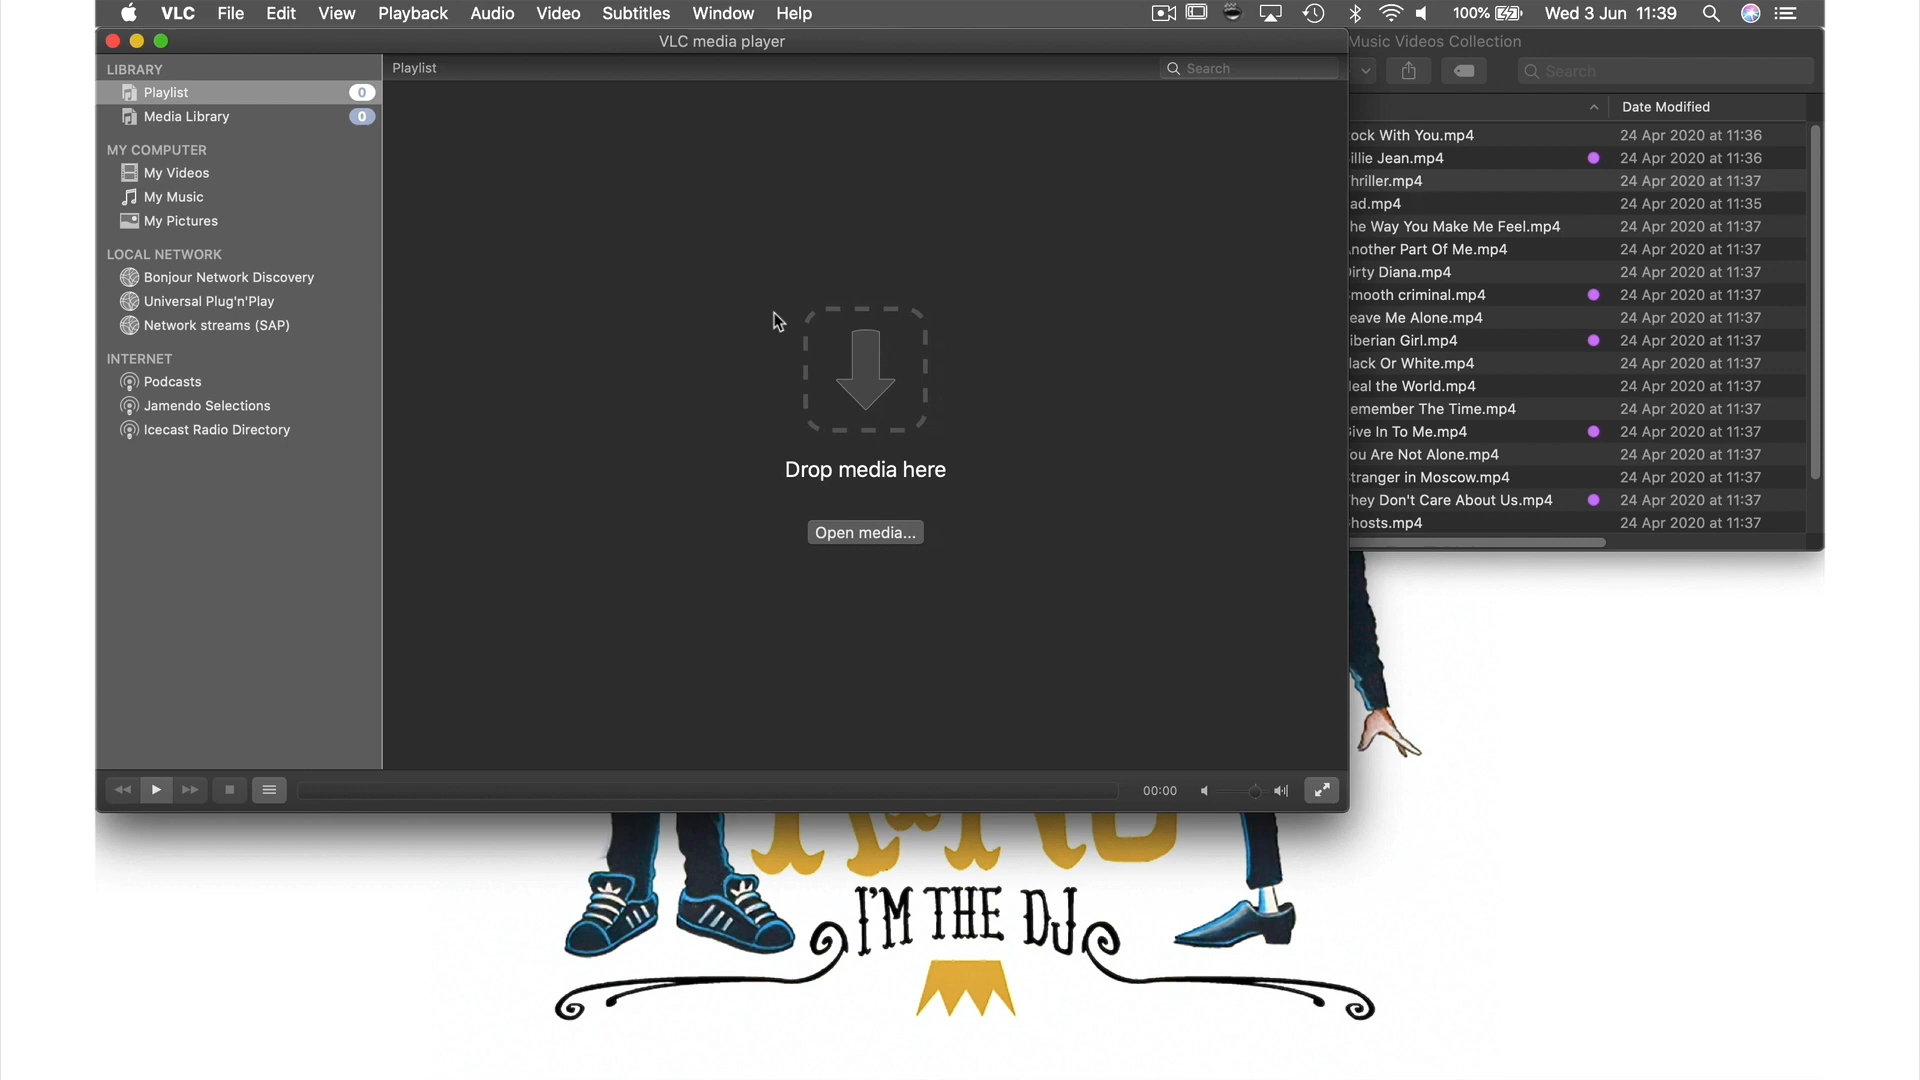 VLC File Edit View Playback Audio Video Subtitles Window Help 100% Wed 3 Jun 11:39
VLC media player
Music Videos Collection
LIBRARY
Playlist 0
Media Library 0
MY COMPUTER
My Videos
My Music
My Pictures
LOCAL NETWORK
Bonjour Network Discovery
Universal Plug'n'Play
Network streams (SAP)
INTERNET
Podcasts
Jamendo Selections
Icecast Radio Directory
Playlist
Search
Drop media here
Open media...
00:00
Search
Date Modified
ock With You.mp4 24 Apr 2020 at 11:36
illie Jean.mp4 24 Apr 2020 at 11:36
hriller.mp4 24 Apr 2020 at 11:37
ad.mp4 24 Apr 2020 at 11:35
he Way You Make Me Feel.mp4 24 Apr 2020 at 11:37
nother Part Of Me.mp4 24 Apr 2020 at 11:37
irty Diana.mp4 24 Apr 2020 at 11:37
mooth criminal.mp4 24 Apr 2020 at 11:37
eave Me Alone.mp4 24 Apr 2020 at 11:37
iberian Girl.mp4 24 Apr 2020 at 11:37
lack Or White.mp4 24 Apr 2020 at 11:37
eal the World.mp4 24 Apr 2020 at 11:37
emember The Time.mp4 24 Apr 2020 at 11:37
ive In To Me.mp4 24 Apr 2020 at 11:37
ou Are Not Alone.mp4 24 Apr 2020 at 11:37
tranger in Moscow.mp4 24 Apr 2020 at 11:37
hey Don't Care About Us.mp4 24 Apr 2020 at 11:37
hosts.mp4 24 Apr 2020 at 11:37
I'M THE DJ